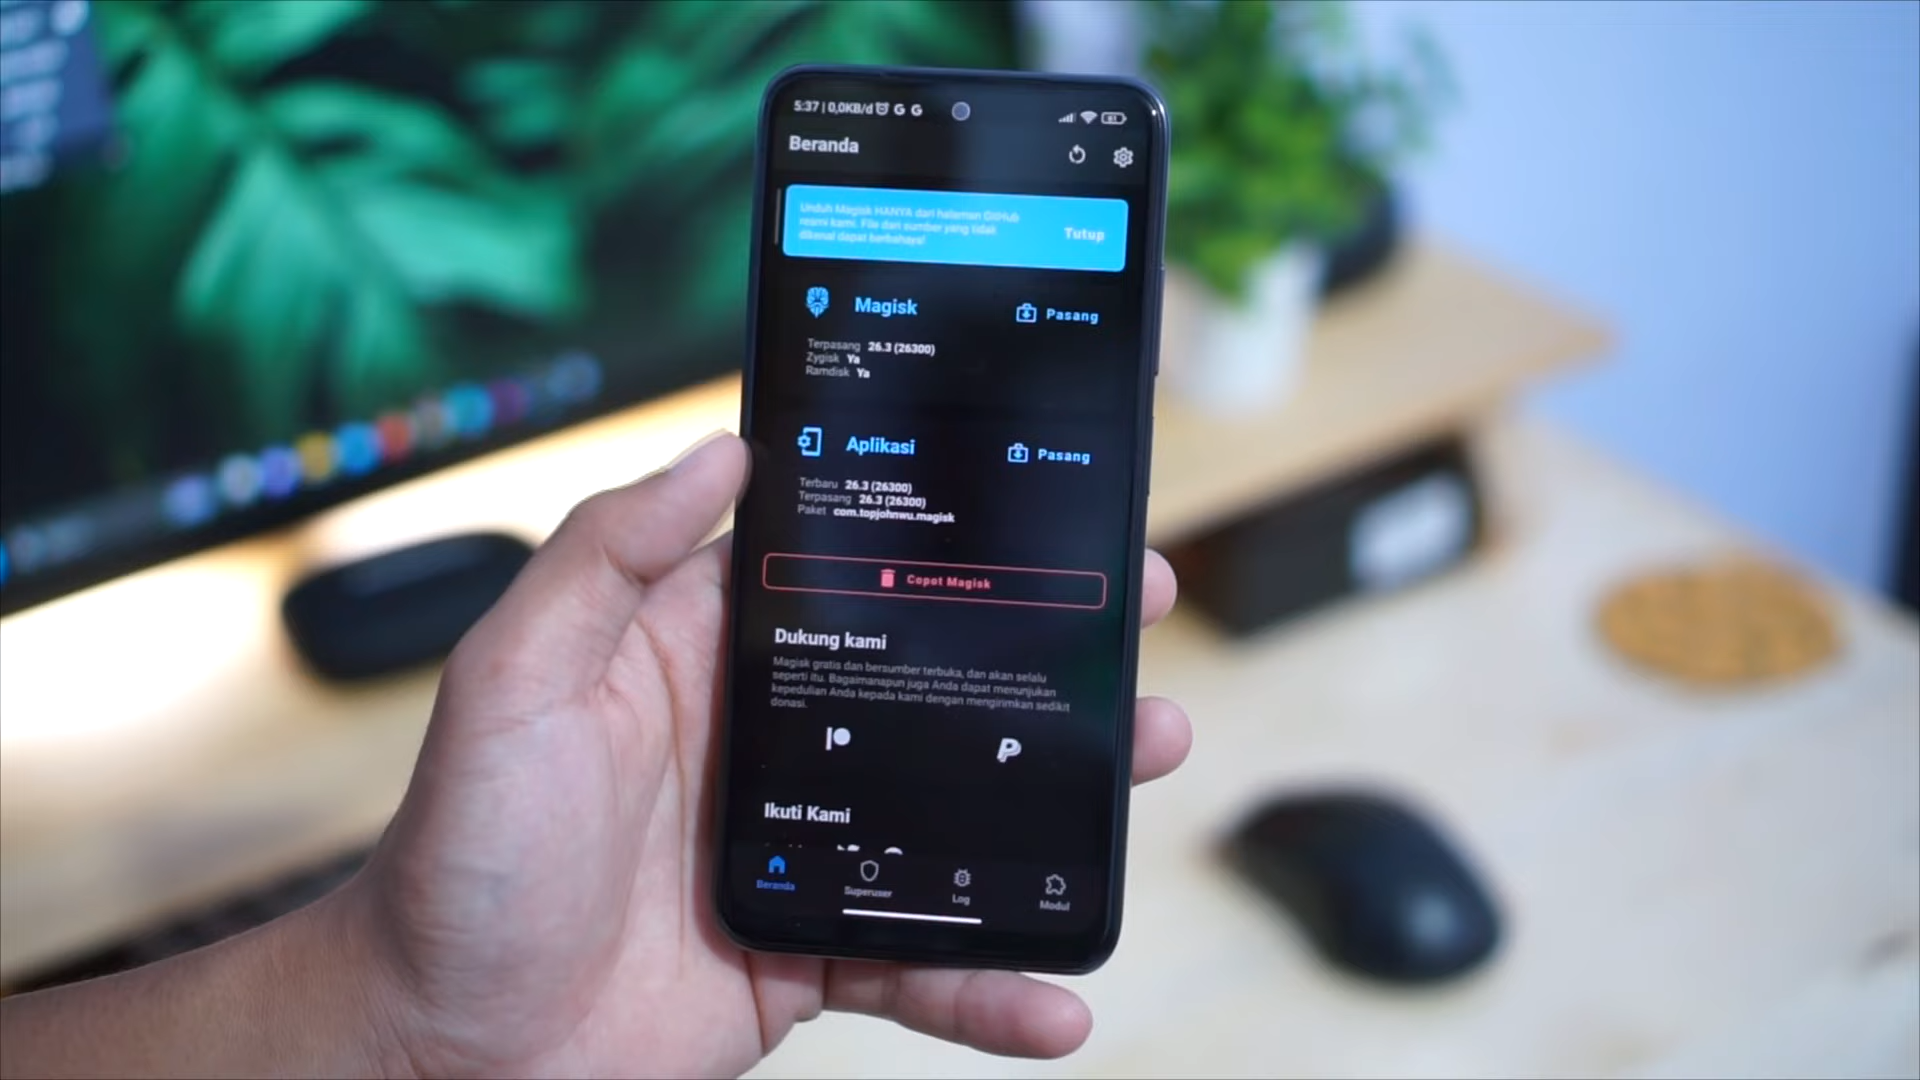 5:37 | 0,0KB/d
Beranda
Unduh Magisk HANYA dari halaman GitHub
resmi kami. File dari sumber yang tidak
dikenal dapat berbahaya!
Tutup
Magisk
Pasang
Terpasang 26.3 (26300)
Zygisk Ya
Ramdisk Ya
Aplikasi
Pasang
Terbaru 26.3 (26300)
Terpasang 26.3 (26300)
Paket com.topjohnwu.magisk
Copot Magisk
Dukung kami
Magisk gratis dan bersumber terbuka, dan akan selalu
seperti itu. Bagaimanapun juga Anda dapat menunjukan
kepedulian Anda kepada kami dengan mengirimkan sedikit
donasi.
Ikuti Kami
Beranda
Superuser
Log
Modul